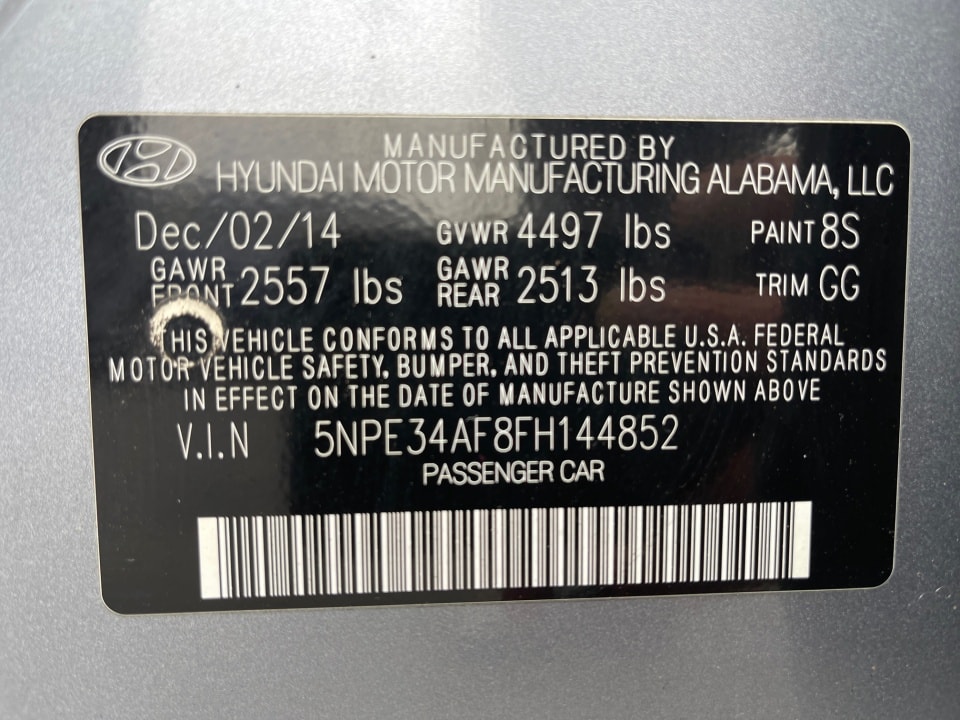 MANUFACTURED BY
HYUNDAI MOTOR MANUFACTURING ALABAMA, LLC
Dec/02/14 GVWR 4497 lbs PAINT 8S
GAWR FRONT 2557 lbs GAWR REAR 2513 lbs TRIM GG
THIS VEHICLE CONFORMS TO ALL APPLICABLE U.S.A. FEDERAL
MOTOR VEHICLE SAFETY, BUMPER, AND THEFT PREVENTION STANDARDS
IN EFFECT ON THE DATE OF MANUFACTURE SHOWN ABOVE
V.I.N 5NPE34AF8FH144852
PASSENGER CAR